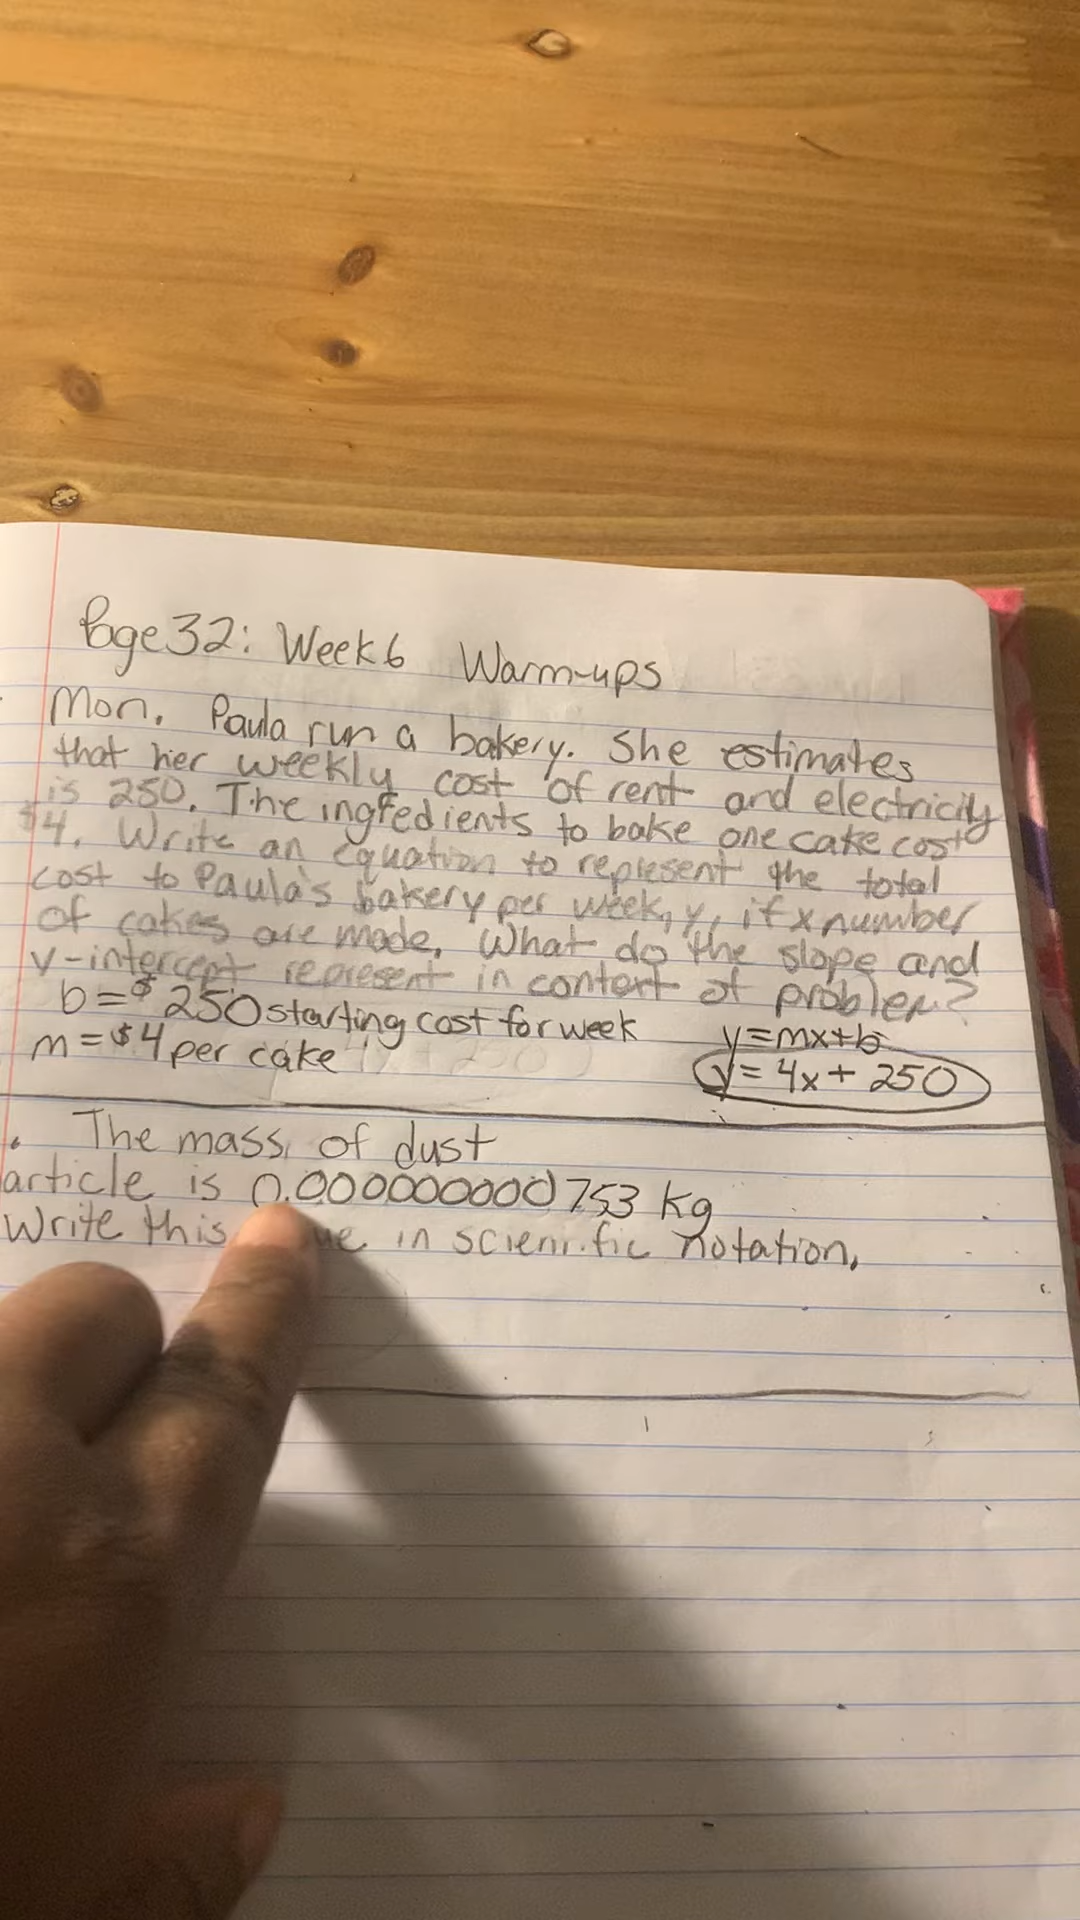 Page 32: Week 6 Warm-ups
Mon. Paula run a bakery. She estimates
that her weekly cost of rent and electricity
is 250. The ingredients to bake one cake cost
$4. Write an equation to represent the total
cost to Paula's bakery per week, y, if x number
of cakes are made. What do the slope and
y-intercept represent in context of problem?
b = $250 starting cost for week
m = $4 per cake
y = mx + b
y = 4x + 250
. The mass of dust
article is 0.000000000753 kg
Write this ue in scientific notation.